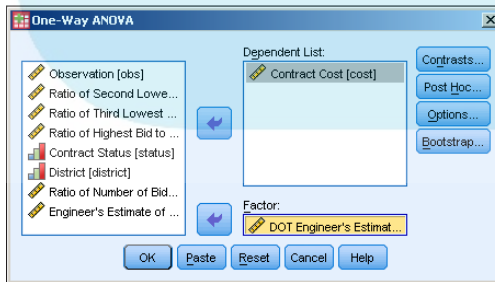 One-Way ANOVA
Observation [obs]
Ratio of Second Lowe...
Ratio of Third Lowest ...
Ratio of Highest Bid to ...
Contract Status [status]
District [district]
Ratio of Number of Bid...
Engineer's Estimate of ...
Dependent List:
Contract Cost [cost]
Factor:
DOT Engineer's Estimat...
Contrasts...
Post Hoc...
Options...
Bootstrap...
OK
Paste
Reset
Cancel
Help